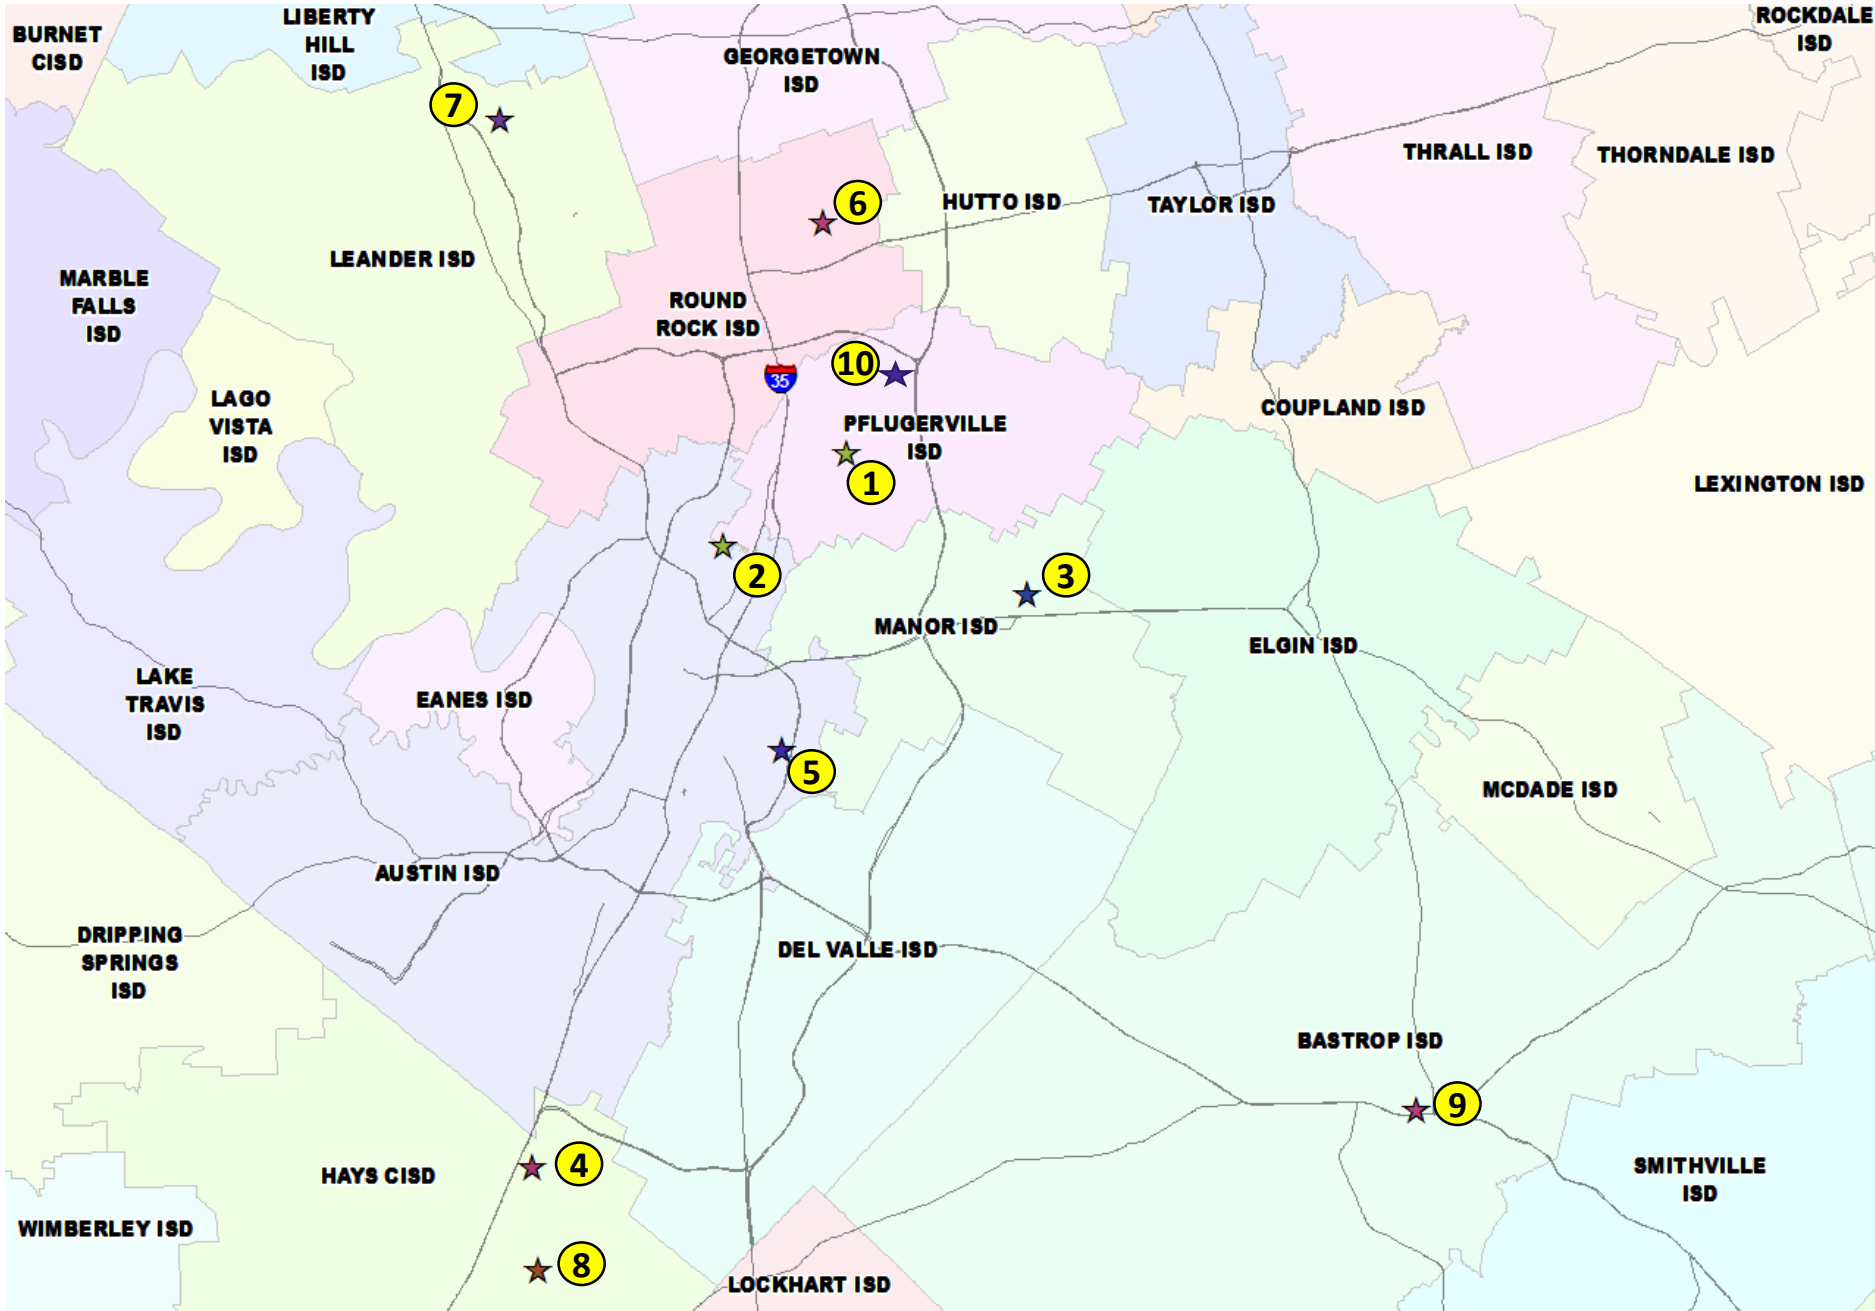 BURNET
CISD
LIBERTY
HILL
ISD
GEORGETOWN
ISD
ROCKDALE
ISD
7
THRALL ISD
THORNDALE ISD
6
HUTTO ISD
TAYLOR ISD
LEANDER ISD
MARBLE
FALLS
ISD
ROUND
ROCK ISD
10
35
LAGO
VISTA
ISD
COUPLAND ISD
PFLUGERVILLE
ISD
1
LEXINGTON ISD
2
3
MANOR ISD
ELGIN ISD
LAKE
TRAVIS
ISD
EANES ISD
5
MCDADE ISD
AUSTIN ISD
DRIPPING
SPRINGS
ISD
DEL VALLE ISD
BASTROP ISD
9
4
HAYS CISD
SMITHVILLE
ISD
WIMBERLEY ISD
8
LOCKHART ISD